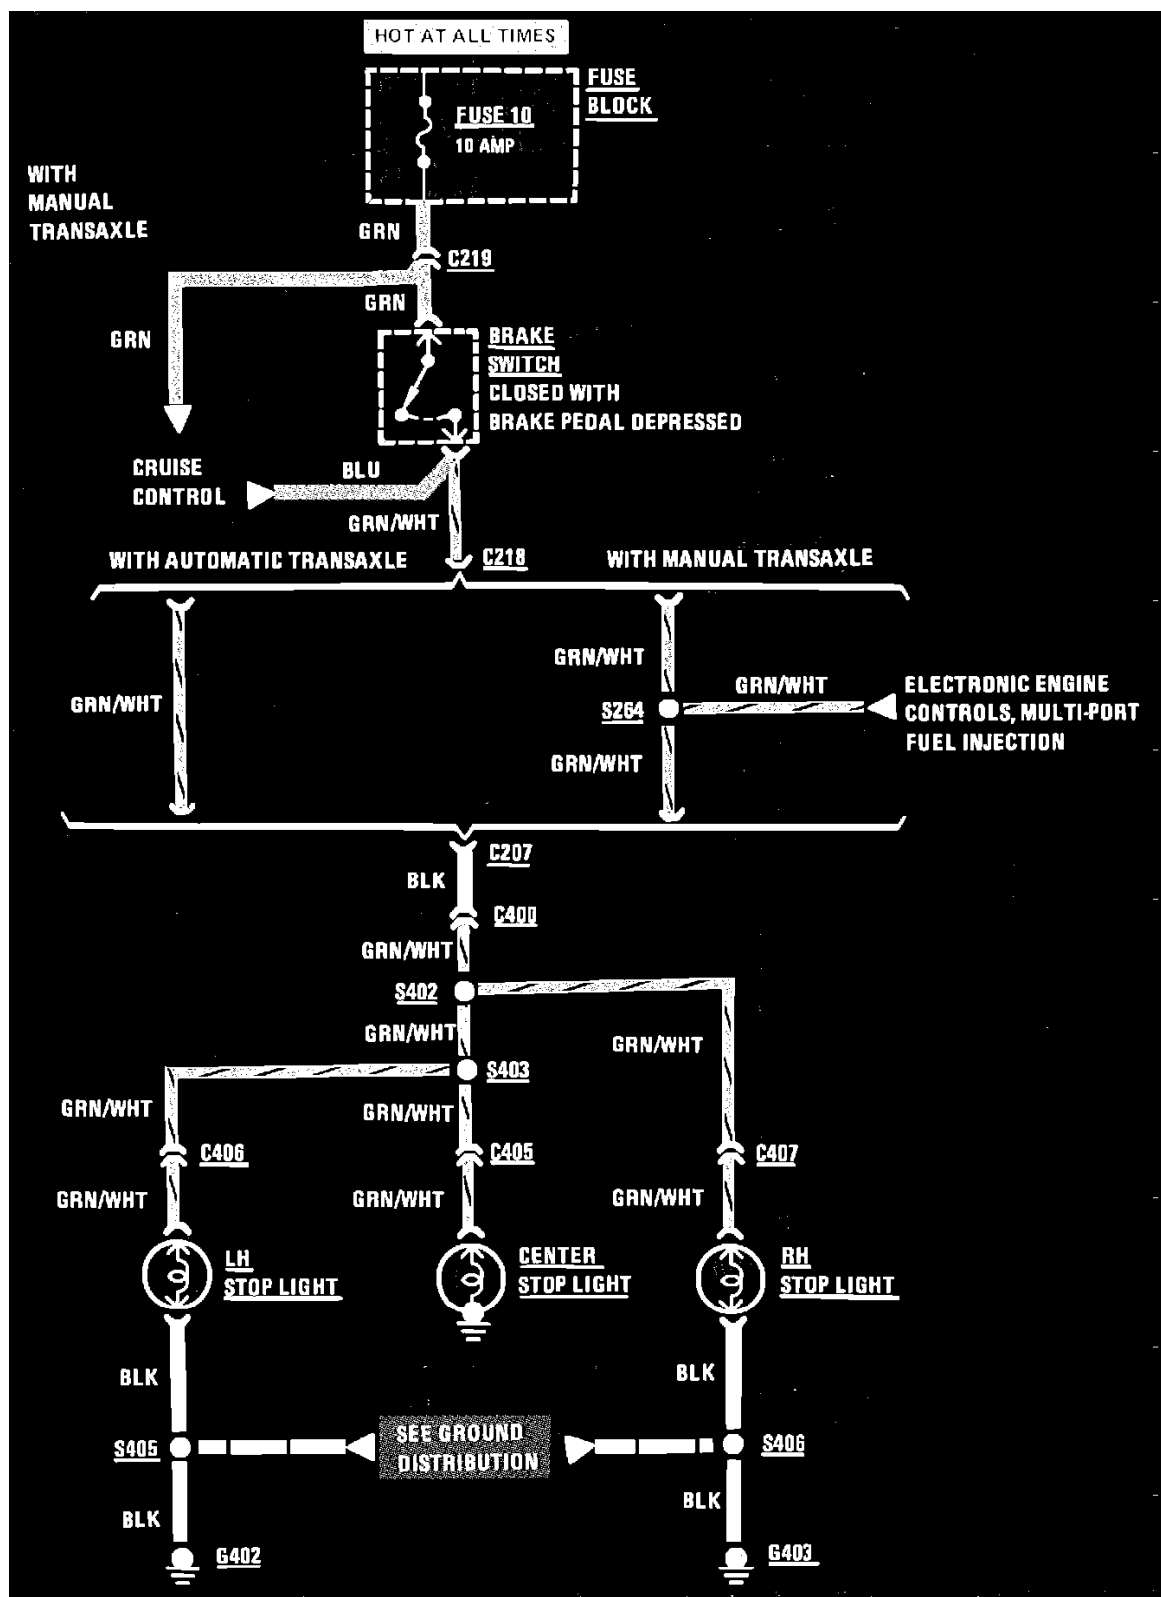 HOT AT ALL TIMES
FUSE
BLOCK
FUSE 10
10 AMP
WITH
MANUAL
TRANSAXLE
GRN
C219
GRN
GRN
BRAKE
SWITCH
CLOSED WITH
BRAKE PEDAL DEPRESSED
CRUISE
CONTROL
BLU
GRN/WHT
WITH AUTOMATIC TRANSAXLE
C218
WITH MANUAL TRANSAXLE
GRN/WHT
GRN/WHT
S264
GRN/WHT
ELECTRONIC ENGINE
CONTROLS, MULTI-PORT
FUEL INJECTION
GRN/WHT
C207
BLK
C400
GRN/WHT
S402
GRN/WHT
GRN/WHT
S403
GRN/WHT
GRN/WHT
C406
C405
C407
GRN/WHT
GRN/WHT
GRN/WHT
LH
STOP LIGHT
CENTER
STOP LIGHT
RH
STOP LIGHT
BLK
BLK
S405
SEE GROUND
DISTRIBUTION
S406
BLK
BLK
G402
G403